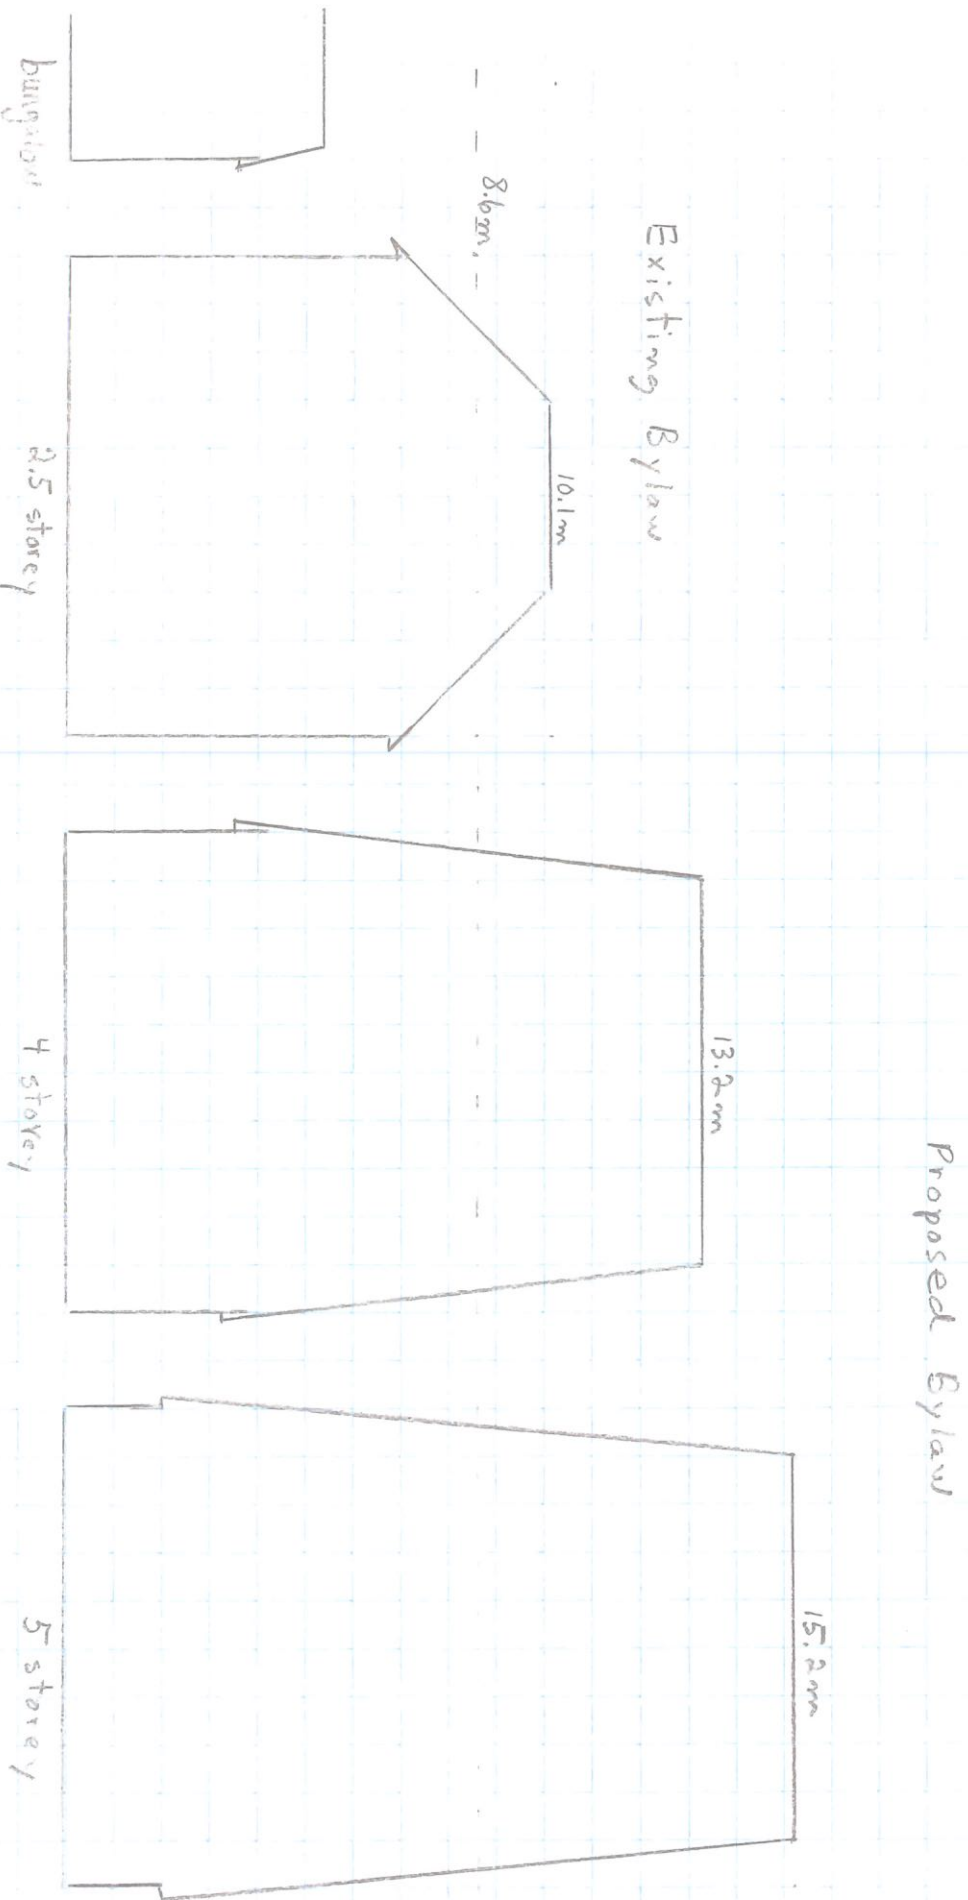 Proposed Bylaw
Existing Bylaw
15.2m
13.2m
10.1m
8.6m.
bungalow
2.5 storey
4 storey
5 storey